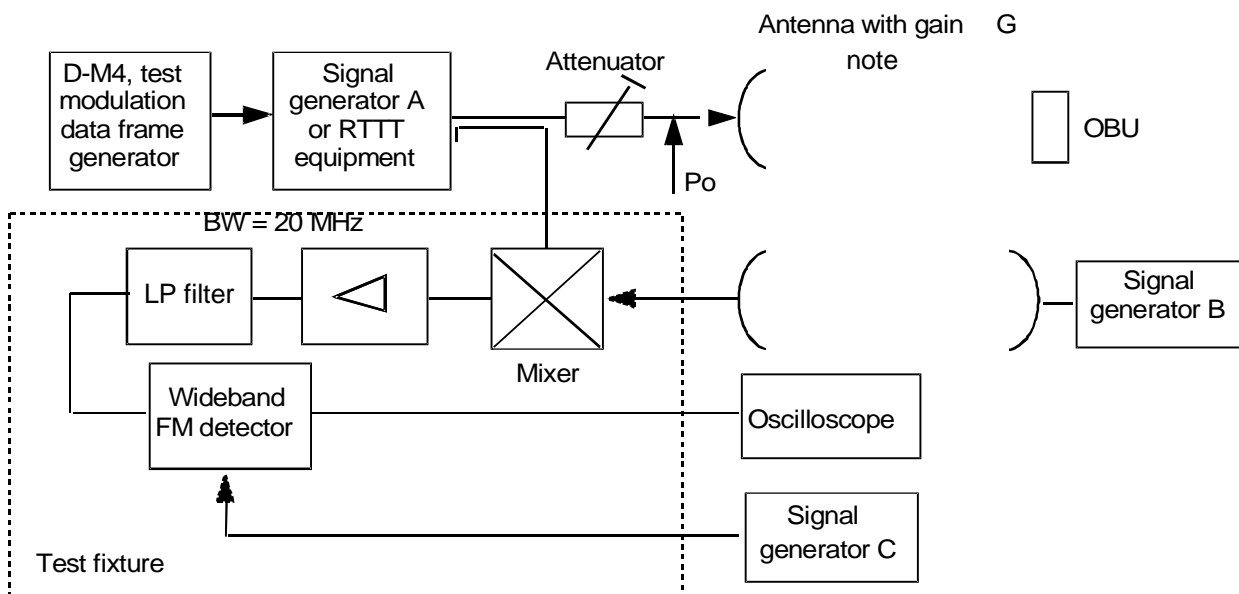 Antenna with gain G
note
D-M4, test
modulation
data frame
generator
Signal
generator A
or RTTT
equipment
Attenuator
Po
OBU
BW = 20 MHz
LP filter
Mixer
Signal
generator B
Wideband
FM detector
Oscilloscope
Signal
generator C
Test fixture